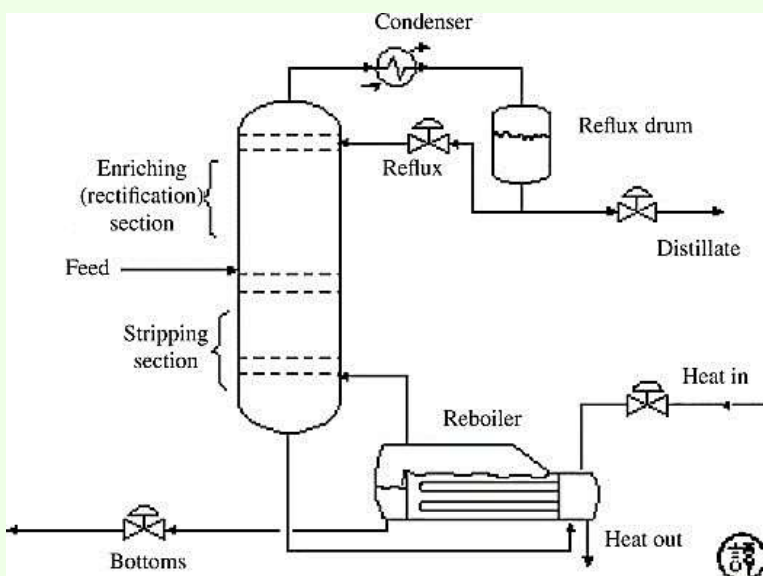 Condenser
Reflux drum
Enriching
(rectification)
section
Reflux
Distillate
Feed
Stripping
section
Heat in
Reboiler
Heat out
Bottoms